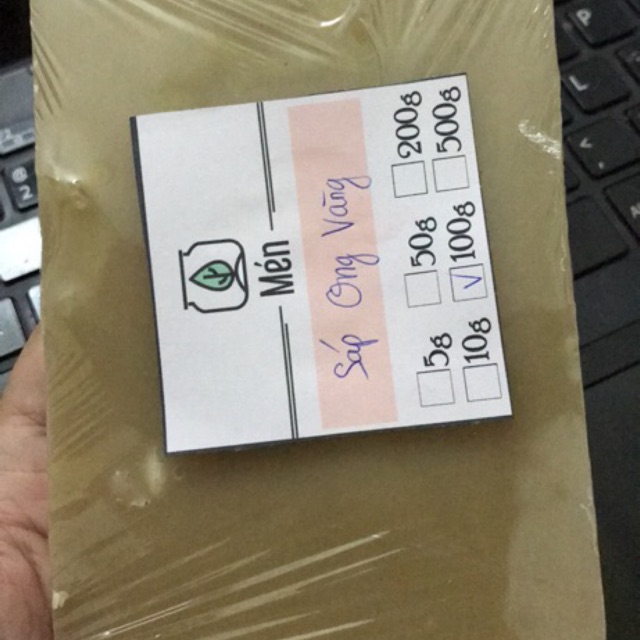 Mén
Sáp Ong Vàng
5g 50g 200g
10g V 100g 500g